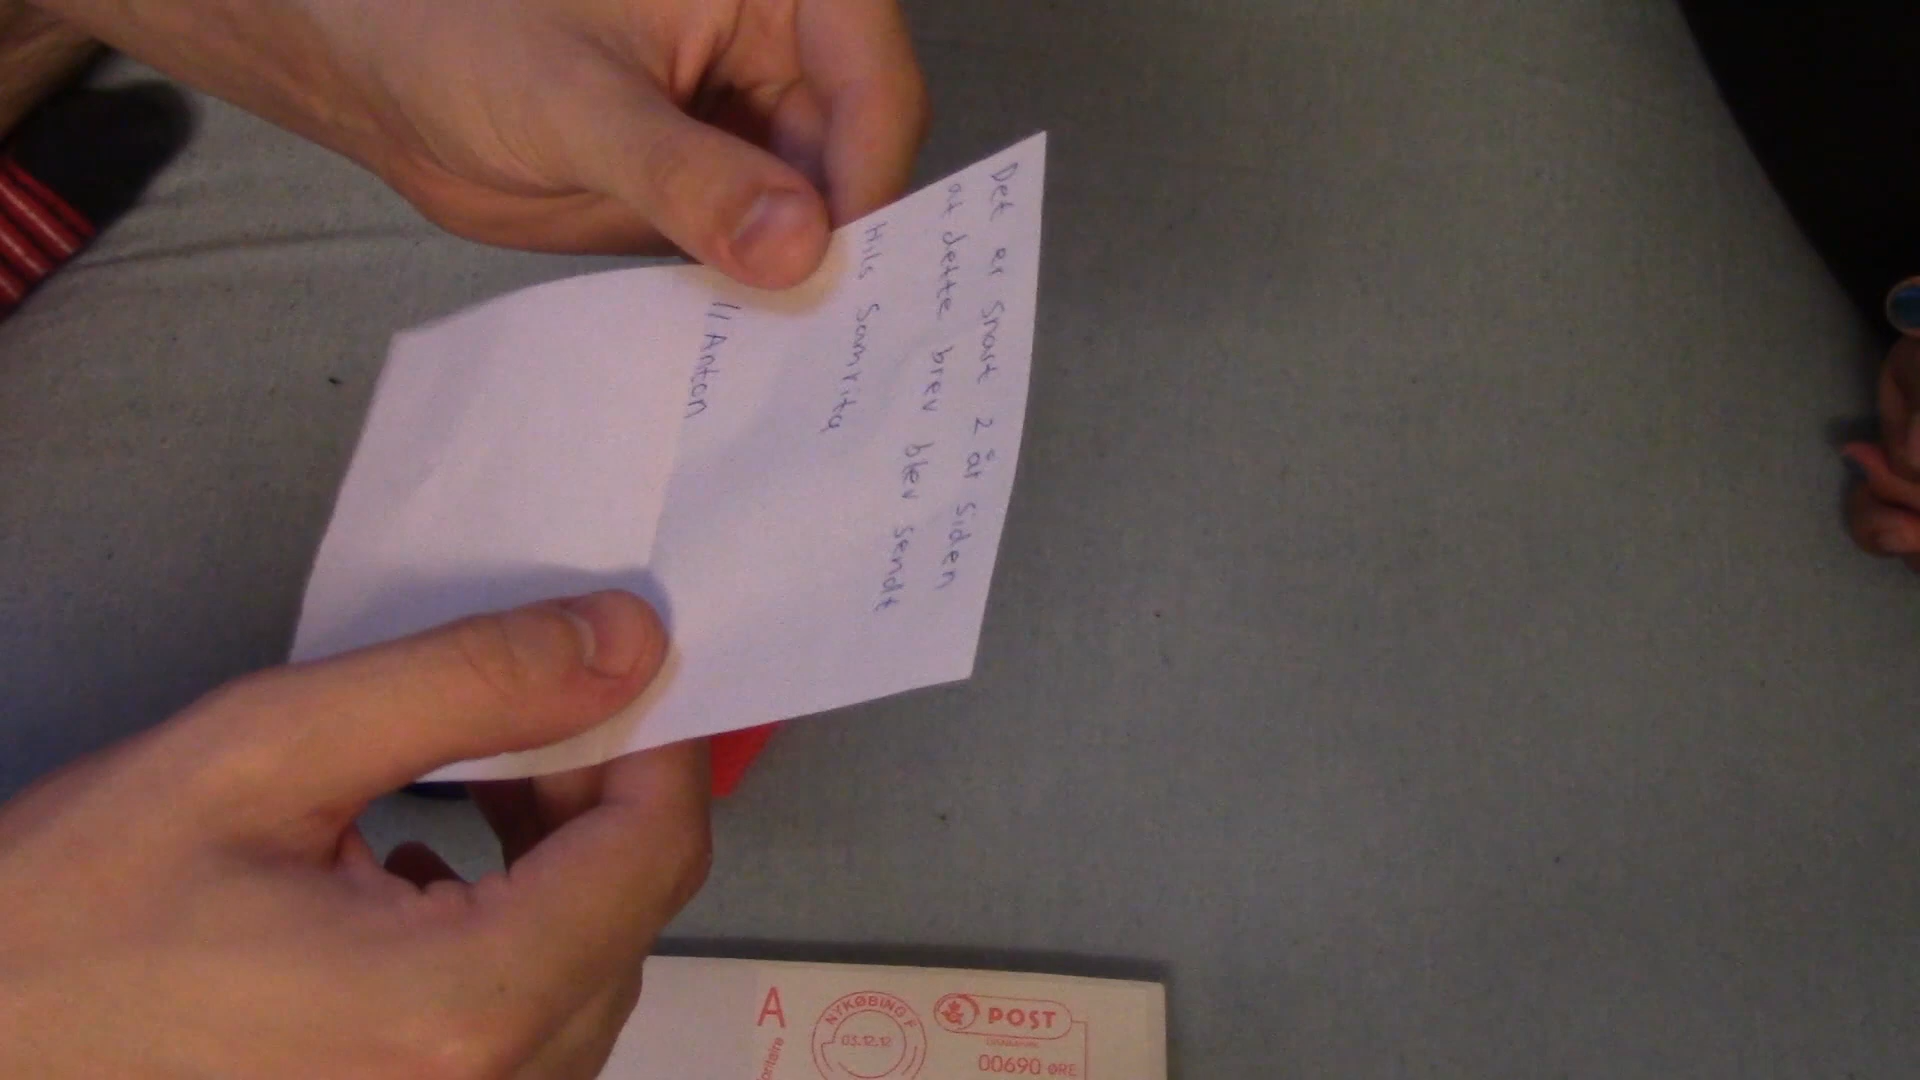 Det er snart 2 år siden
at dette brev blev sendt
Hils Samrita
// Anton
A
NYKØBING F
03.12.12
POST
DANMARK
00690 ØRE